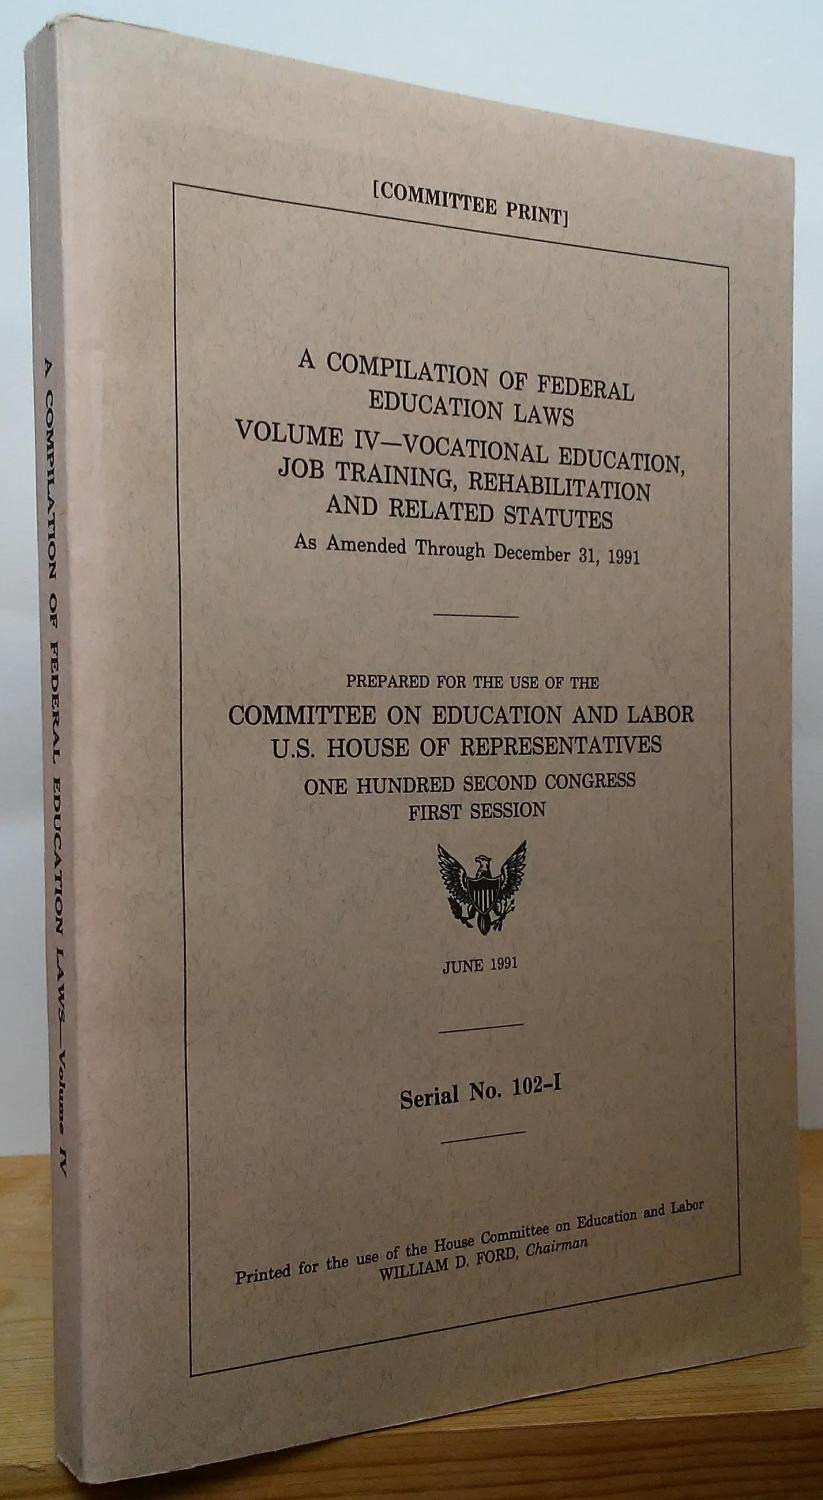 [COMMITTEE PRINT]
A COMPILATION OF FEDERAL
EDUCATION LAWS
VOLUME IV—VOCATIONAL EDUCATION,
JOB TRAINING, REHABILITATION
AND RELATED STATUTES
As Amended Through December 31, 1991
PREPARED FOR THE USE OF THE
COMMITTEE ON EDUCATION AND LABOR
U.S. HOUSE OF REPRESENTATIVES
ONE HUNDRED SECOND CONGRESS
FIRST SESSION
JUNE 1991
Serial No. 102–I
Printed for the use of the House Committee on Education and Labor
WILLIAM D. FORD, Chairman
A COMPILATION OF FEDERAL EDUCATION LAWS—Volume IV